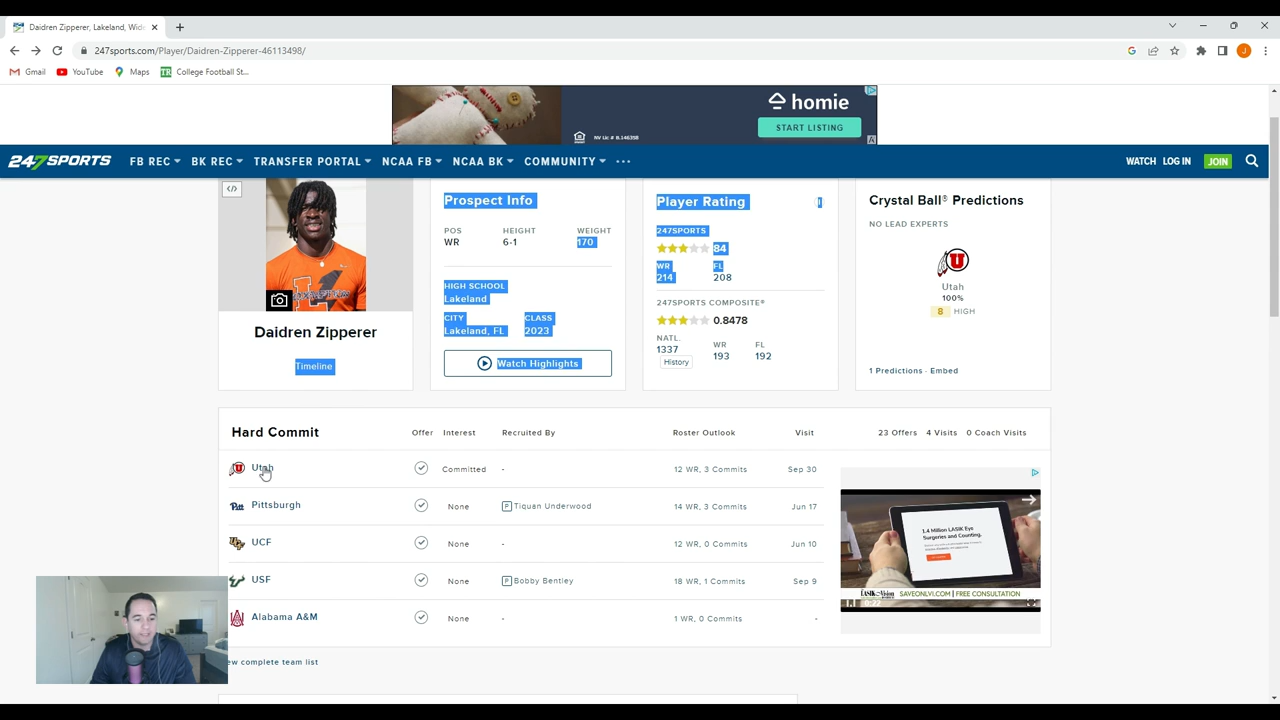 Daidren Zipperer, Lakeland, Wide
247sports.com/Player/Daidren-Zipperer-46113498/
Gmail YouTube Maps College Football St...
homie
START LISTING
NV Lic # B.146358
247SPORTS FB REC BK REC TRANSFER PORTAL NCAA FB NCAA BK COMMUNITY ... WATCH LOG IN JOIN
Daidren Zipperer
Timeline
Prospect Info
POS HEIGHT WEIGHT
WR 6-1 170
HIGH SCHOOL
Lakeland
CITY CLASS
Lakeland, FL 2023
Watch Highlights
Player Rating
247SPORTS
84
WR FL
214 208
247SPORTS COMPOSITE®
0.8478
NATL. WR FL
1337 193 192
History
Crystal Ball® Predictions
NO LEAD EXPERTS
Utah
100%
8 HIGH
1 Predictions · Embed
Hard Commit Offer Interest Recruited By Roster Outlook Visit 23 Offers 4 Visits 0 Coach Visits
Utah Committed - 12 WR, 3 Commits Sep 30
Pittsburgh None P Tiquan Underwood 14 WR, 3 Commits Jun 17
UCF None - 12 WR, 0 Commits Jun 10
USF None P Bobby Bentley 18 WR, 1 Commits Sep 9
Alabama A&M None - 1 WR, 0 Commits -
ew complete team list
1.4 Million LASIK Eye
Surgeries and Counting.
SAVEONLVI.COM | FREE CONSULTATION
0:22